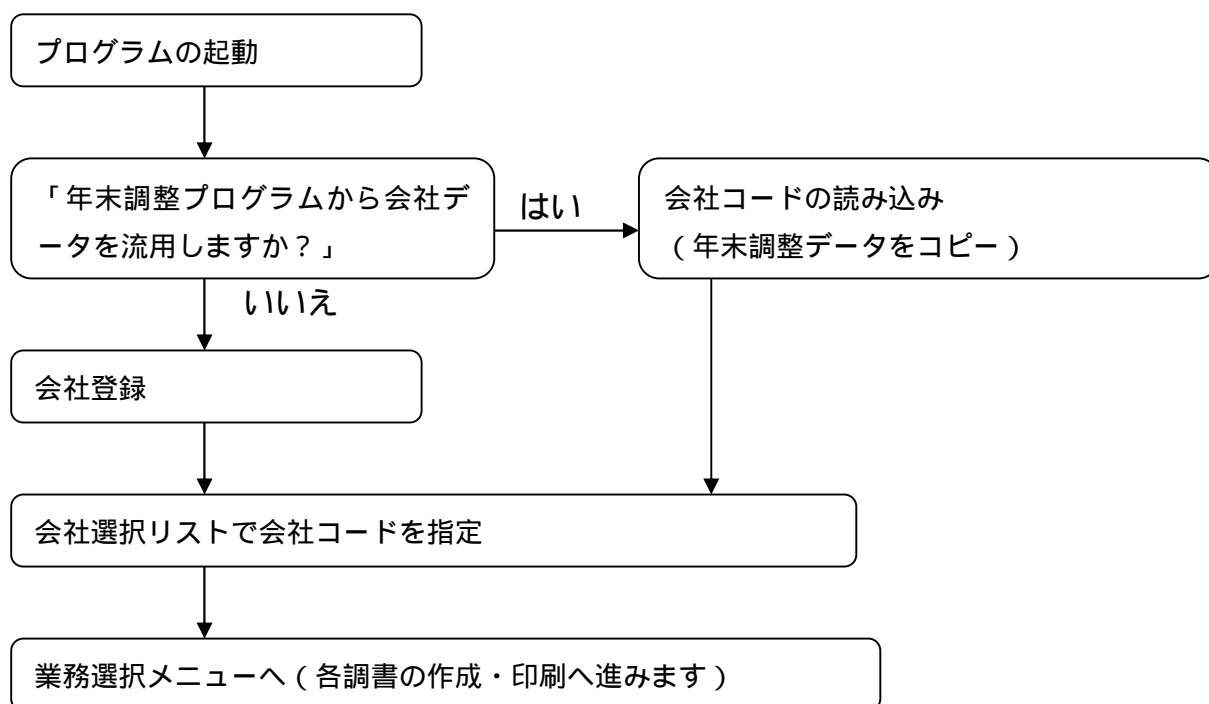 プログラムの起動
「年末調整プログラムから会社デ
ータを流用しますか？」
はい
会社コードの読み込み
（年末調整データをコピー）
いいえ
会社登録
会社選択リストで会社コードを指定
業務選択メニューへ（各調書の作成・印刷へ進みます）